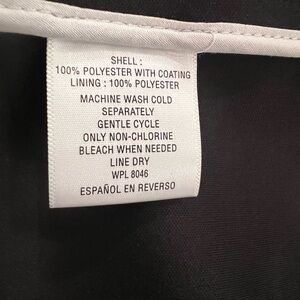 SHELL :
100% POLYESTER WITH COATING
LINING : 100% POLYESTER
MACHINE WASH COLD
SEPARATELY
GENTLE CYCLE
ONLY NON-CHLORINE
BLEACH WHEN NEEDED
LINE DRY
WPL 8046
ESPAÑOL EN REVERSO